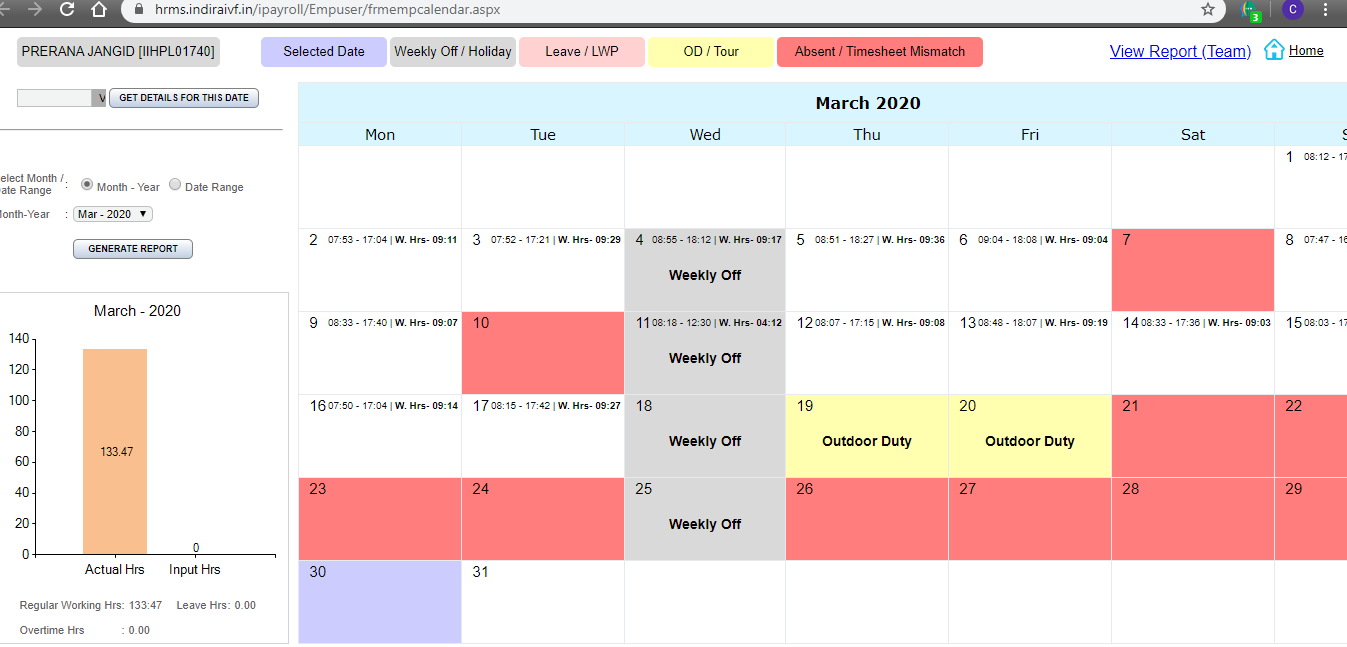 hrms.indiraivf.in/ipayroll/Empuser/frmempcalendar.aspx 3 C
PRERANA JANGID [IIHPL01740] Selected Date Weekly Off / Holiday Leave / LWP OD / Tour Absent / Timesheet Mismatch View Report (Team) Home
V GET DETAILS FOR THIS DATE
March 2020
Mon Tue Wed Thu Fri Sat S
elect Month /
ate Range : Month - Year Date Range
Month-Year : Mar - 2020
GENERATE REPORT
1 08:12 - 17
2 07:53 - 17:04 | W. Hrs- 09:11 3 07:52 - 17:21 | W. Hrs- 09:29 4 08:55 - 18:12 | W. Hrs- 09:17 5 08:51 - 18:27 | W. Hrs- 09:36 6 09:04 - 18:08 | W. Hrs- 09:04 7 8 07:47 - 16
Weekly Off
9 08:33 - 17:40 | W. Hrs- 09:07 10 11 08:18 - 12:30 | W. Hrs- 04:12 12 08:07 - 17:15 | W. Hrs- 09:08 13 08:48 - 18:07 | W. Hrs- 09:19 14 08:33 - 17:36 | W. Hrs- 09:03 15 08:03 - 17
Weekly Off
16 07:50 - 17:04 | W. Hrs- 09:14 17 08:15 - 17:42 | W. Hrs- 09:27 18 19 20 21 22
Weekly Off Outdoor Duty Outdoor Duty
23 24 25 26 27 28 29
Weekly Off
30 31
March - 2020
140
120
100
80
60
40
20
0
133.47
0
Actual Hrs Input Hrs
Regular Working Hrs: 133:47 Leave Hrs: 0.00
Overtime Hrs : 0.00